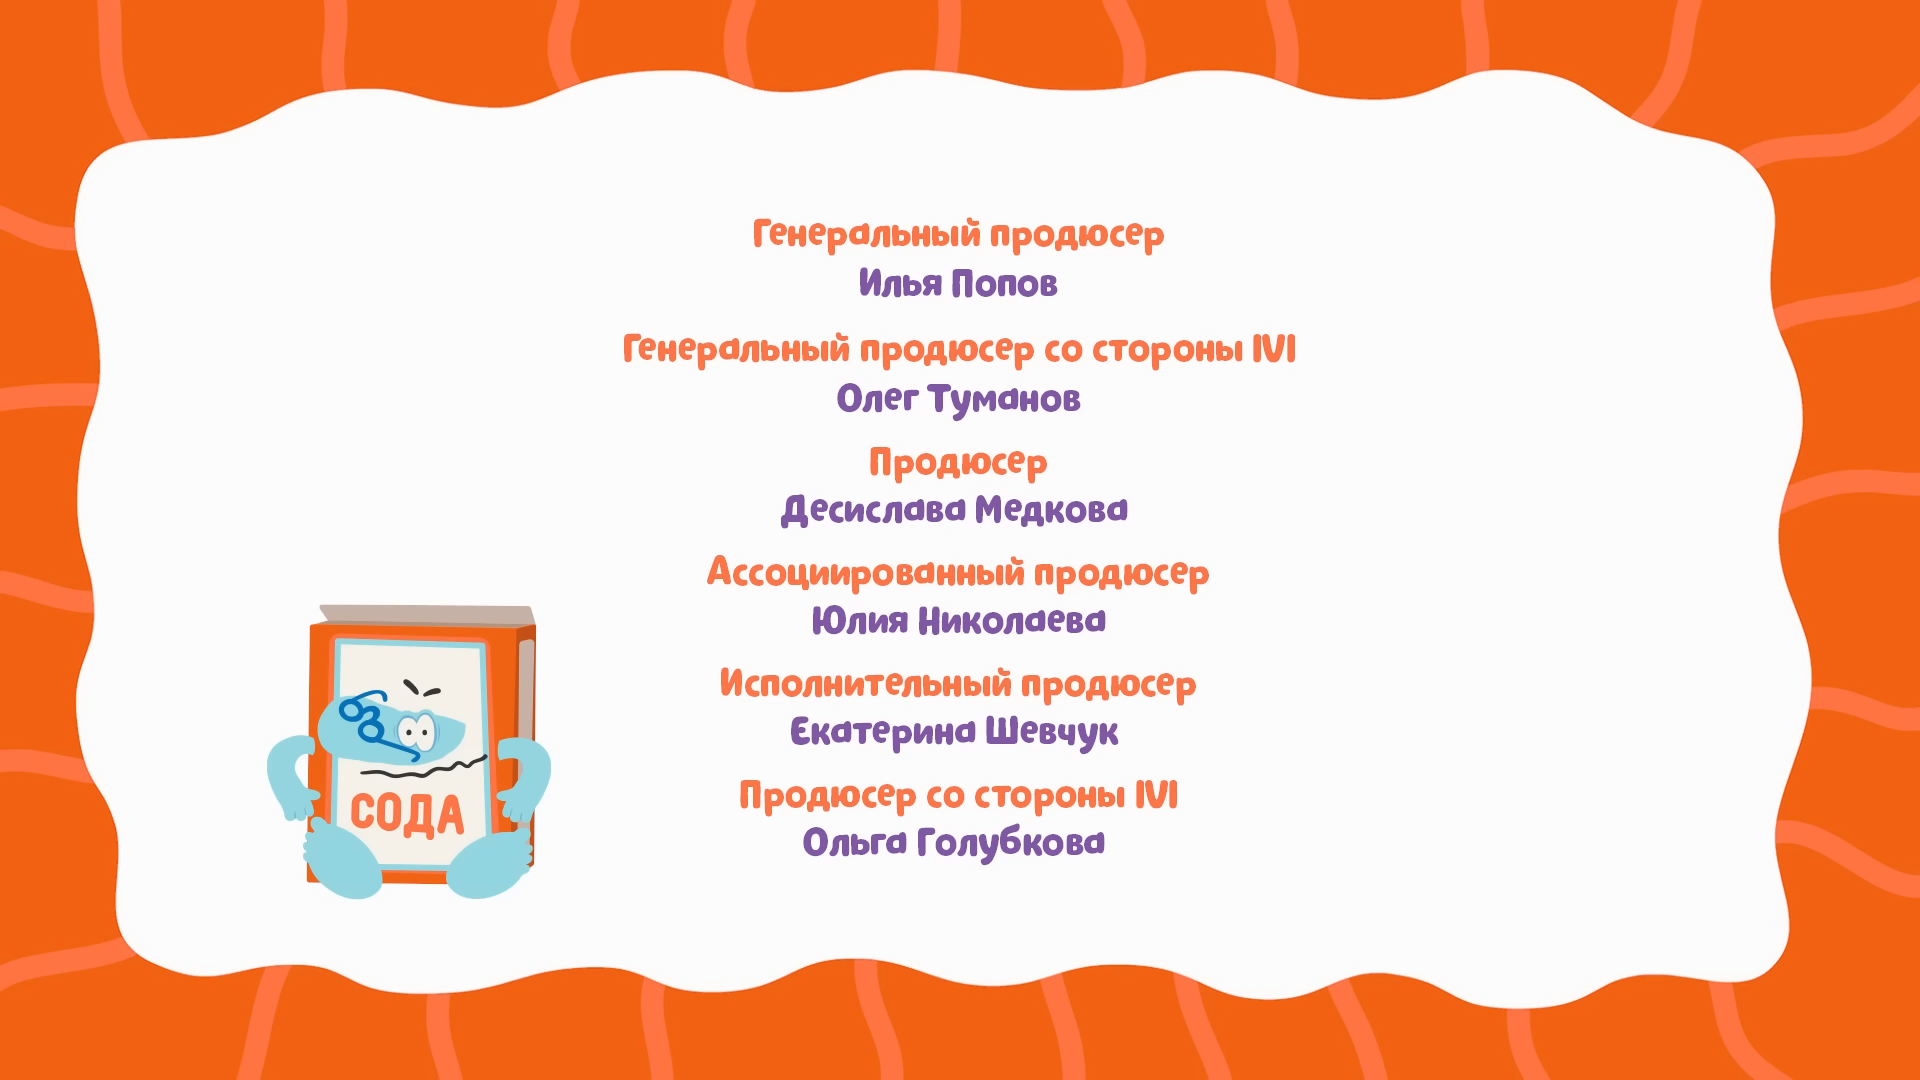 Генеральный продюсер
Илья Попов
Генеральный продюсер со стороны IVI
Олег Туманов
Продюсер
Десислава Медкова
Ассоциированный продюсер
Юлия Николаева
Исполнительный продюсер
Екатерина Шевчук
Продюсер со стороны IVI
Ольга Голубкова
СОДА